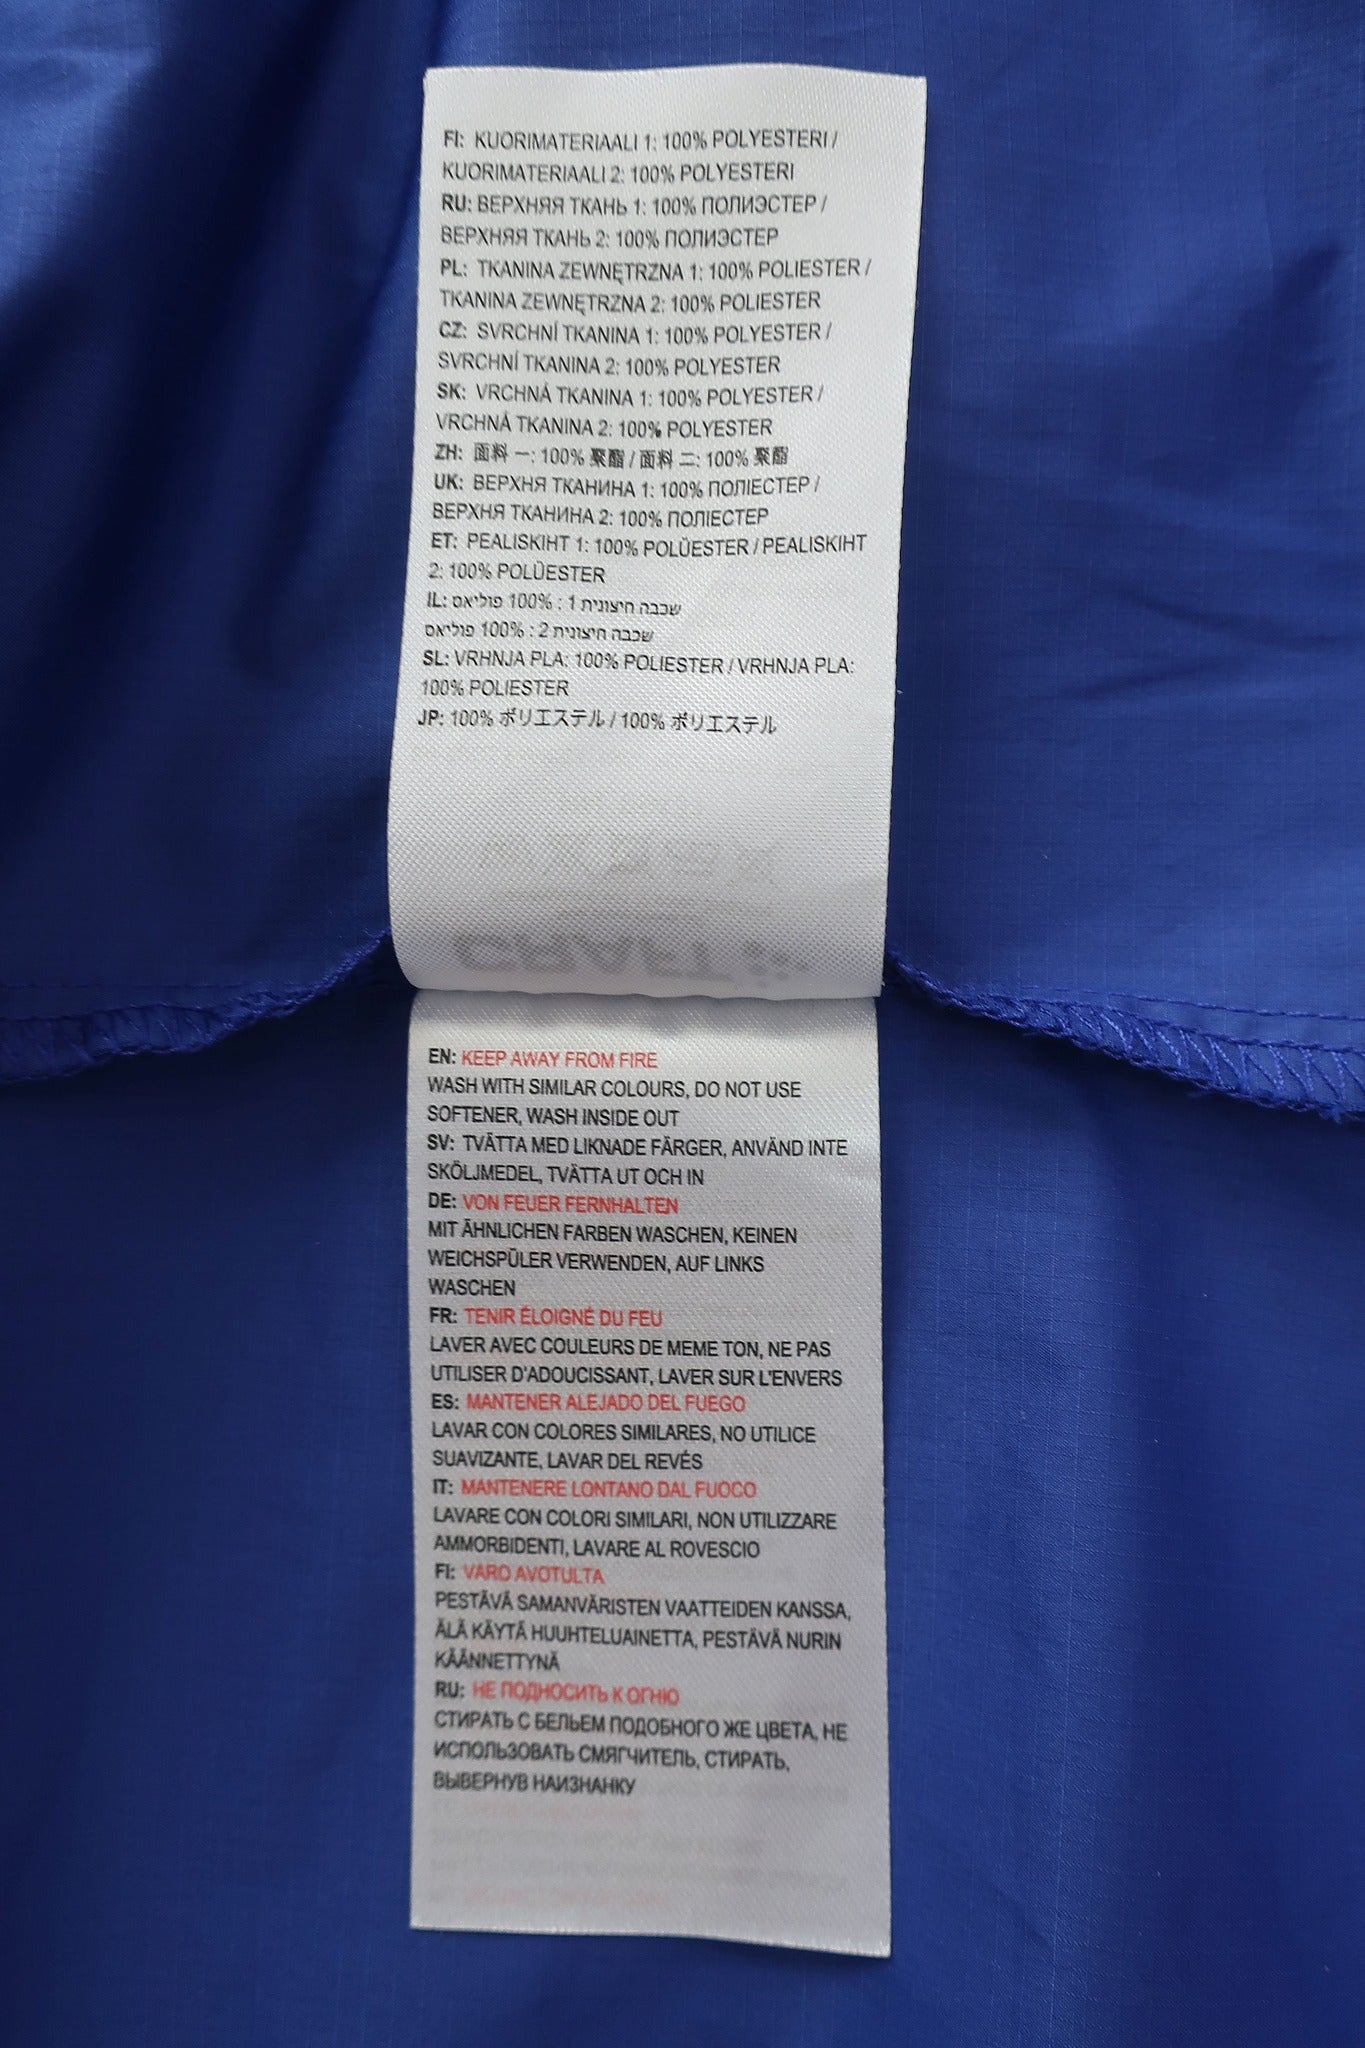 FI: KUORIMATERIAALI 1: 100% POLYESTERI /
KUORIMATERIAALI 2: 100% POLYESTERI
RU: ВЕРХНЯЯ ТКАНЬ 1: 100% ПОЛИЭСТЕР /
ВЕРХНЯЯ ТКАНЬ 2: 100% ПОЛИЭСТЕР
PL: TKANINA ZEWNĘTRZNA 1: 100% POLIESTER /
TKANINA ZEWNĘTRZNA 2: 100% POLIESTER
CZ: SVRCHNÍ TKANINA 1: 100% POLYESTER /
SVRCHNÍ TKANINA 2: 100% POLYESTER
SK: VRCHNÁ TKANINA 1: 100% POLYESTER /
VRCHNÁ TKANINA 2: 100% POLYESTER
ZH: 面料 一: 100% 聚酯 / 面料 二: 100% 聚酯
UK: ВЕРХНЯ ТКАНИНА 1: 100% ПОЛІЕСТЕР /
ВЕРХНЯ ТКАНИНА 2: 100% ПОЛІЕСТЕР
ET: PEALISKIHT 1: 100% POLÜESTER / PEALISKIHT
2: 100% POLÜESTER
IL: שכבה חיצונית 1 : 100% פוליאס
שכבה חיצונית 2 : 100% פוליאס
SL: VRHNJA PLA: 100% POLIESTER / VRHNJA PLA:
100% POLIESTER
JP: 100% ポリエステル / 100% ポリエステル
CRAFT
EN: KEEP AWAY FROM FIRE
WASH WITH SIMILAR COLOURS, DO NOT USE
SOFTENER, WASH INSIDE OUT
SV: TVÄTTA MED LIKNADE FÄRGER, ANVÄND INTE
SKÖLJMEDEL, TVÄTTA UT OCH IN
DE: VON FEUER FERNHALTEN
MIT ÄHNLICHEN FARBEN WASCHEN, KEINEN
WEICHSPÜLER VERWENDEN, AUF LINKS
WASCHEN
FR: TENIR ÉLOIGNÉ DU FEU
LAVER AVEC COULEURS DE MEME TON, NE PAS
UTILISER D'ADOUCISSANT, LAVER SUR L'ENVERS
ES: MANTENER ALEJADO DEL FUEGO
LAVAR CON COLORES SIMILARES, NO UTILICE
SUAVIZANTE, LAVAR DEL REVÉS
IT: MANTENERE LONTANO DAL FUOCO
LAVARE CON COLORI SIMILARI, NON UTILIZZARE
AMMORBIDENTI, LAVARE AL ROVESCIO
FI: VARO AVOTULTA
PESTÄVÄ SAMANVÄRISTEN VAATTEIDEN KANSSA,
ÄLÄ KÄYTÄ HUUHTELUAINETTA, PESTÄVÄ NURIN
KÄÄNNETTYNÄ
RU: НЕ ПОДНОСИТЬ К ОГНЮ
СТИРАТЬ С БЕЛЬЕМ ПОДОБНОГО ЖЕ ЦВЕТА, НЕ
ИСПОЛЬЗОВАТЬ СМЯГЧИТЕЛЬ, СТИРАТЬ,
ВЫВЕРНУВ НАИЗНАНКУ